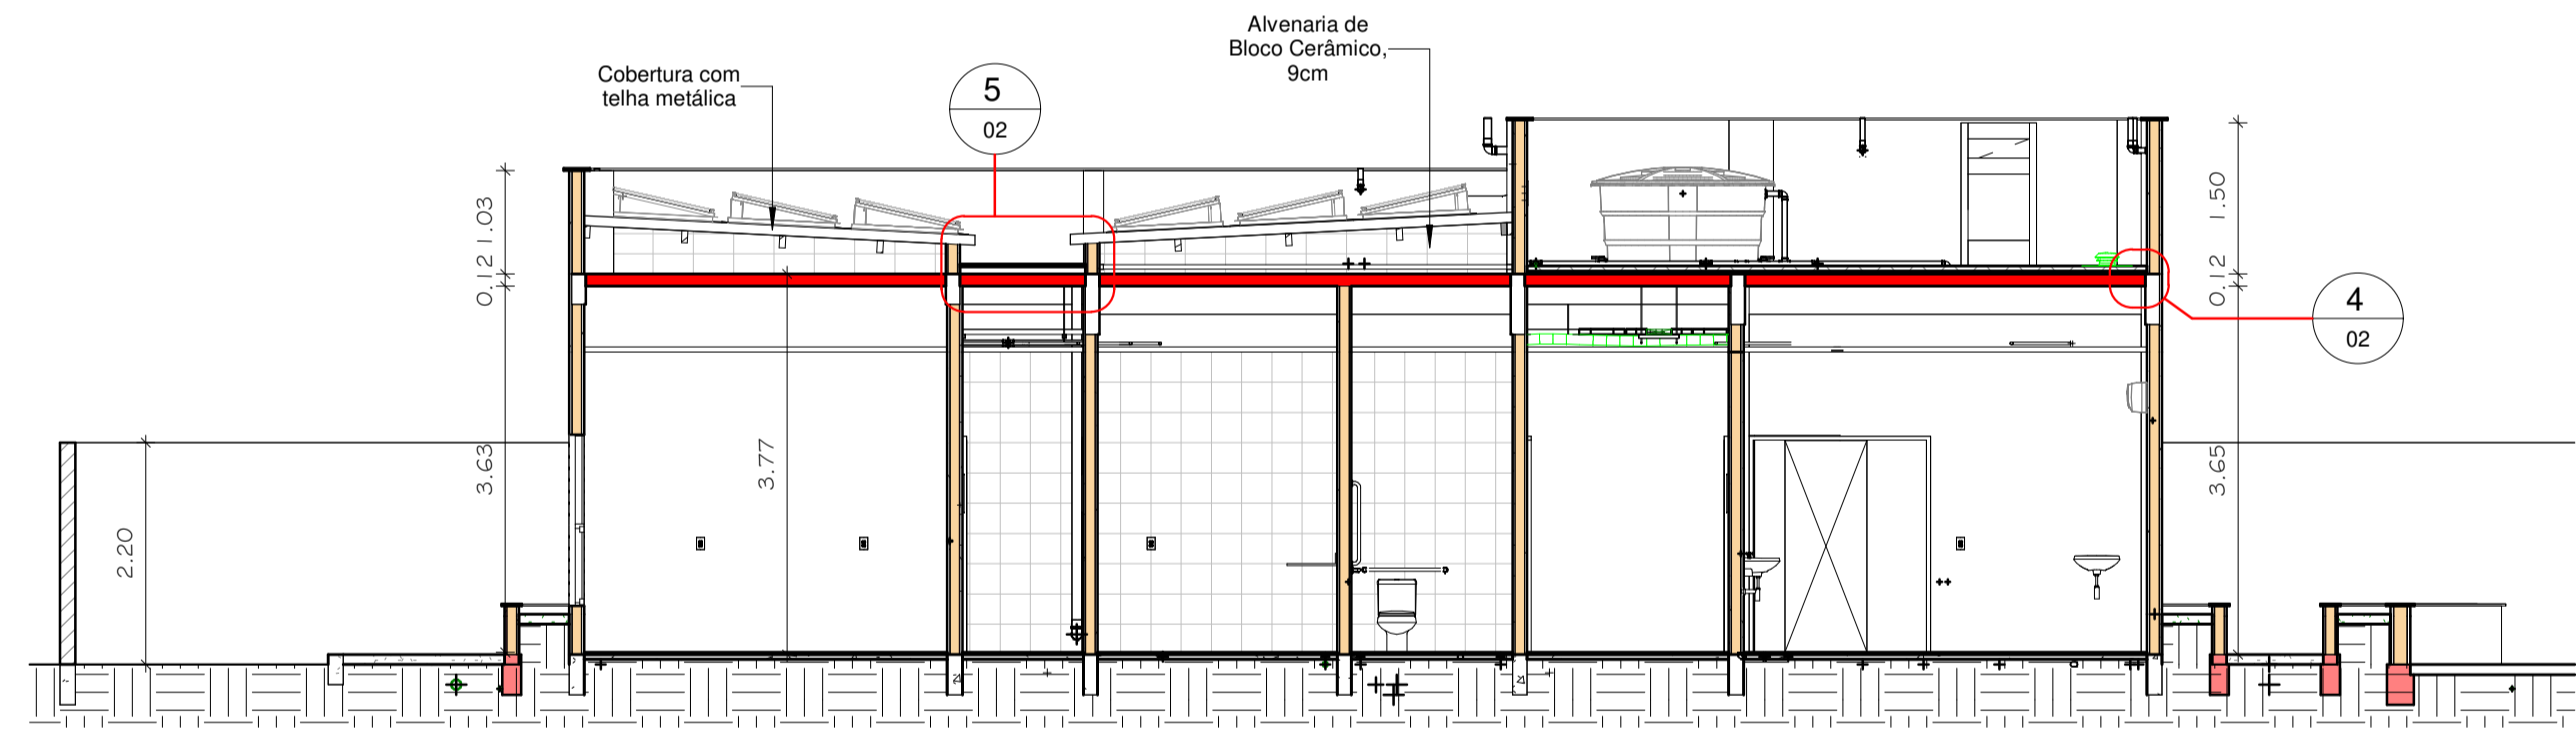 Alvenaria de
Bloco Cerâmico,
9cm
Cobertura com
telha metálica
5
02
4
02
1.03
0.12
3.63
3.77
2.20
1.50
0.12
3.65